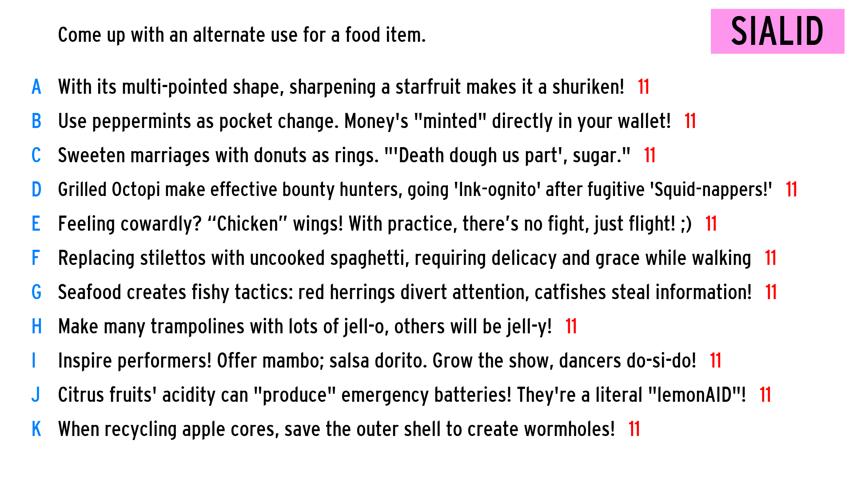 Come up with an alternate use for a food item.
SIALID
A With its multi-pointed shape, sharpening a starfruit makes it a shuriken! 11
B Use peppermints as pocket change. Money's "minted" directly in your wallet! 11
C Sweeten marriages with donuts as rings. "'Death dough us part', sugar." 11
D Grilled Octopi make effective bounty hunters, going 'Ink-ognito' after fugitive 'Squid-nappers!' 11
E Feeling cowardly? “Chicken” wings! With practice, there’s no fight, just flight! ;) 11
F Replacing stilettos with uncooked spaghetti, requiring delicacy and grace while walking 11
G Seafood creates fishy tactics: red herrings divert attention, catfishes steal information! 11
H Make many trampolines with lots of jell-o, others will be jell-y! 11
I Inspire performers! Offer mambo; salsa dorito. Grow the show, dancers do-si-do! 11
J Citrus fruits' acidity can "produce" emergency batteries! They're a literal "lemonAID"! 11
K When recycling apple cores, save the outer shell to create wormholes! 11